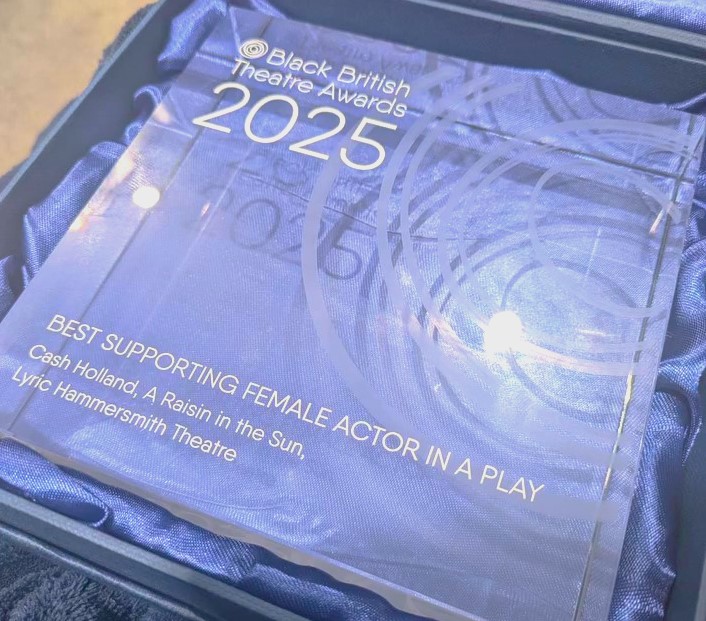 Black British
Theatre Awards
2025
BEST SUPPORTING FEMALE ACTOR IN A PLAY
Cash Holland, A Raisin in the Sun,
Lyric Hammersmith Theatre